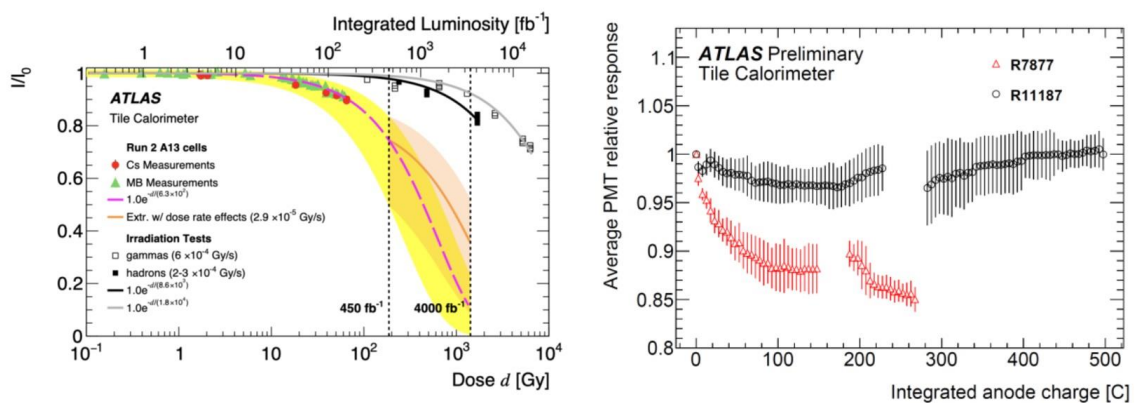 Integrated Luminosity [fb⁻¹]
1 10 10² 10³ 10⁴
I/I₀
1
0.8
0.6
0.4
0.2
0
ATLAS
Tile Calorimeter
Run 2 A13 cells
Cs Measurements
MB Measurements
1.0e^(-d/(6.3×10²))
Extr. w/ dose rate effects (2.9 ×10⁻⁵ Gy/s)
Irradiation Tests
gammas (6 ×10⁻⁴ Gy/s)
hadrons (2-3 ×10⁻⁴ Gy/s)
1.0e^(-d/(8.6×10³))
1.0e^(-d/(1.8×10⁴))
450 fb⁻¹
4000 fb⁻¹
10⁻¹ 1 10 10² 10³ 10⁴
Dose d [Gy]
Average PMT relative response
1.1
1.05
1
0.95
0.9
0.85
0.8
ATLAS Preliminary
Tile Calorimeter
R7877
R11187
0 100 200 300 400 500
Integrated anode charge [C]